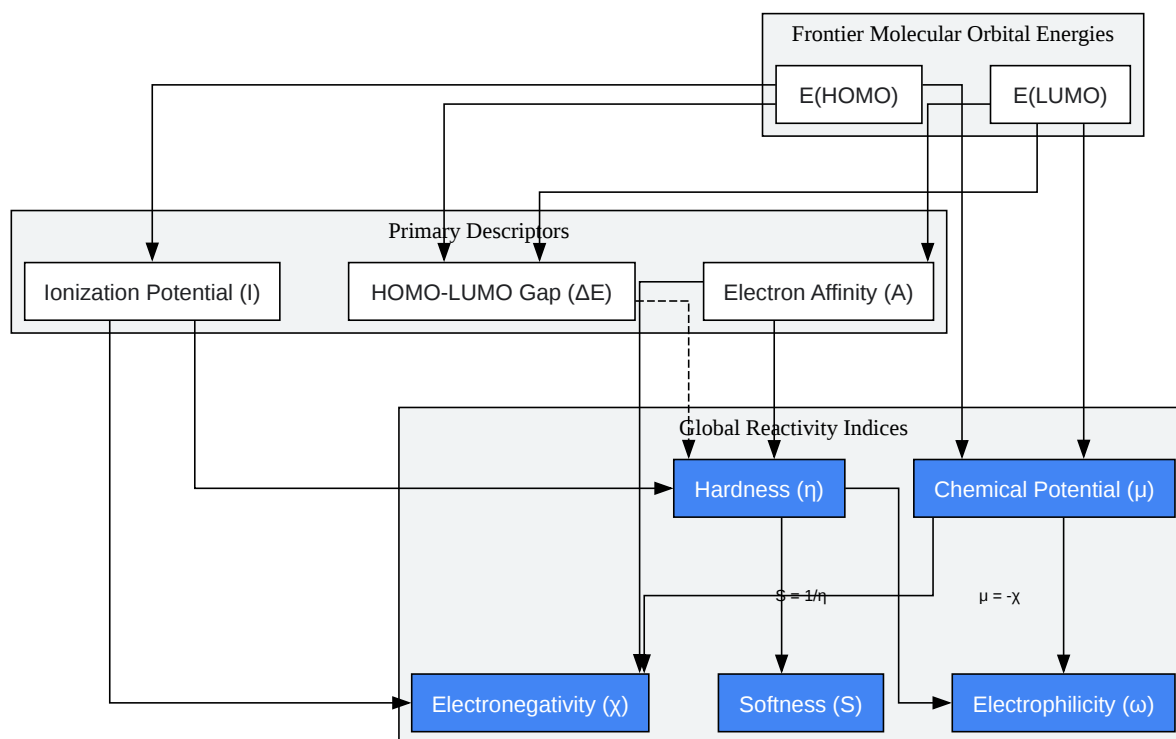 Frontier Molecular Orbital Energies
E(HOMO)
E(LUMO)
Primary Descriptors
Ionization Potential (I)
HOMO-LUMO Gap (ΔE)
Electron Affinity (A)
Global Reactivity Indices
Hardness (η)
Chemical Potential (μ)
S = 1/η
μ = -χ
Electronegativity (χ)
Softness (S)
Electrophilicity (ω)